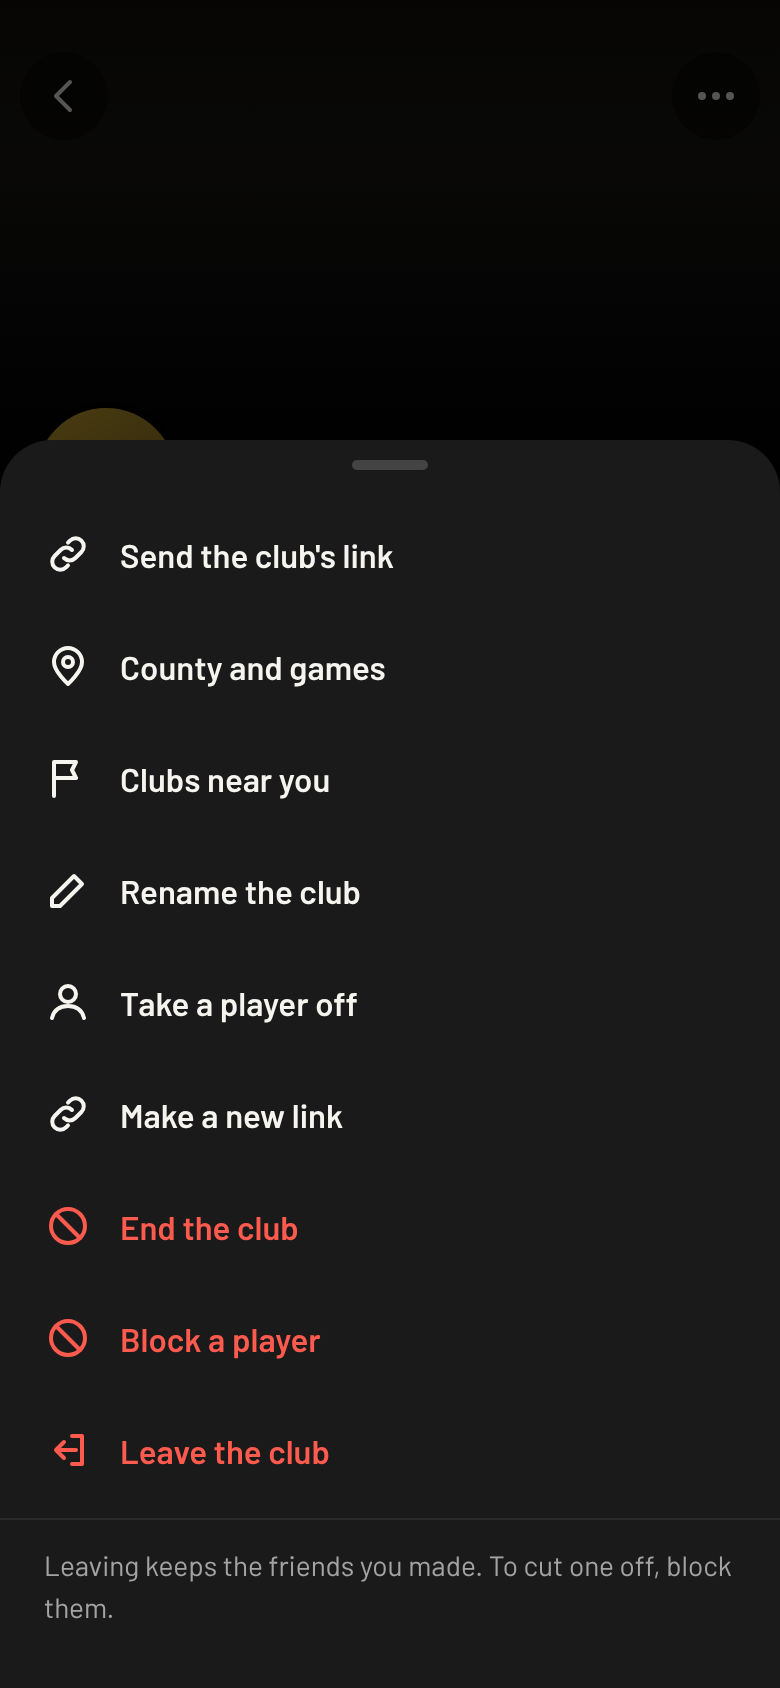 Send the club's link
County and games
Clubs near you
Rename the club
Take a player off
Make a new link
End the club
Block a player
Leave the club
Leaving keeps the friends you made. To cut one off, block
them.